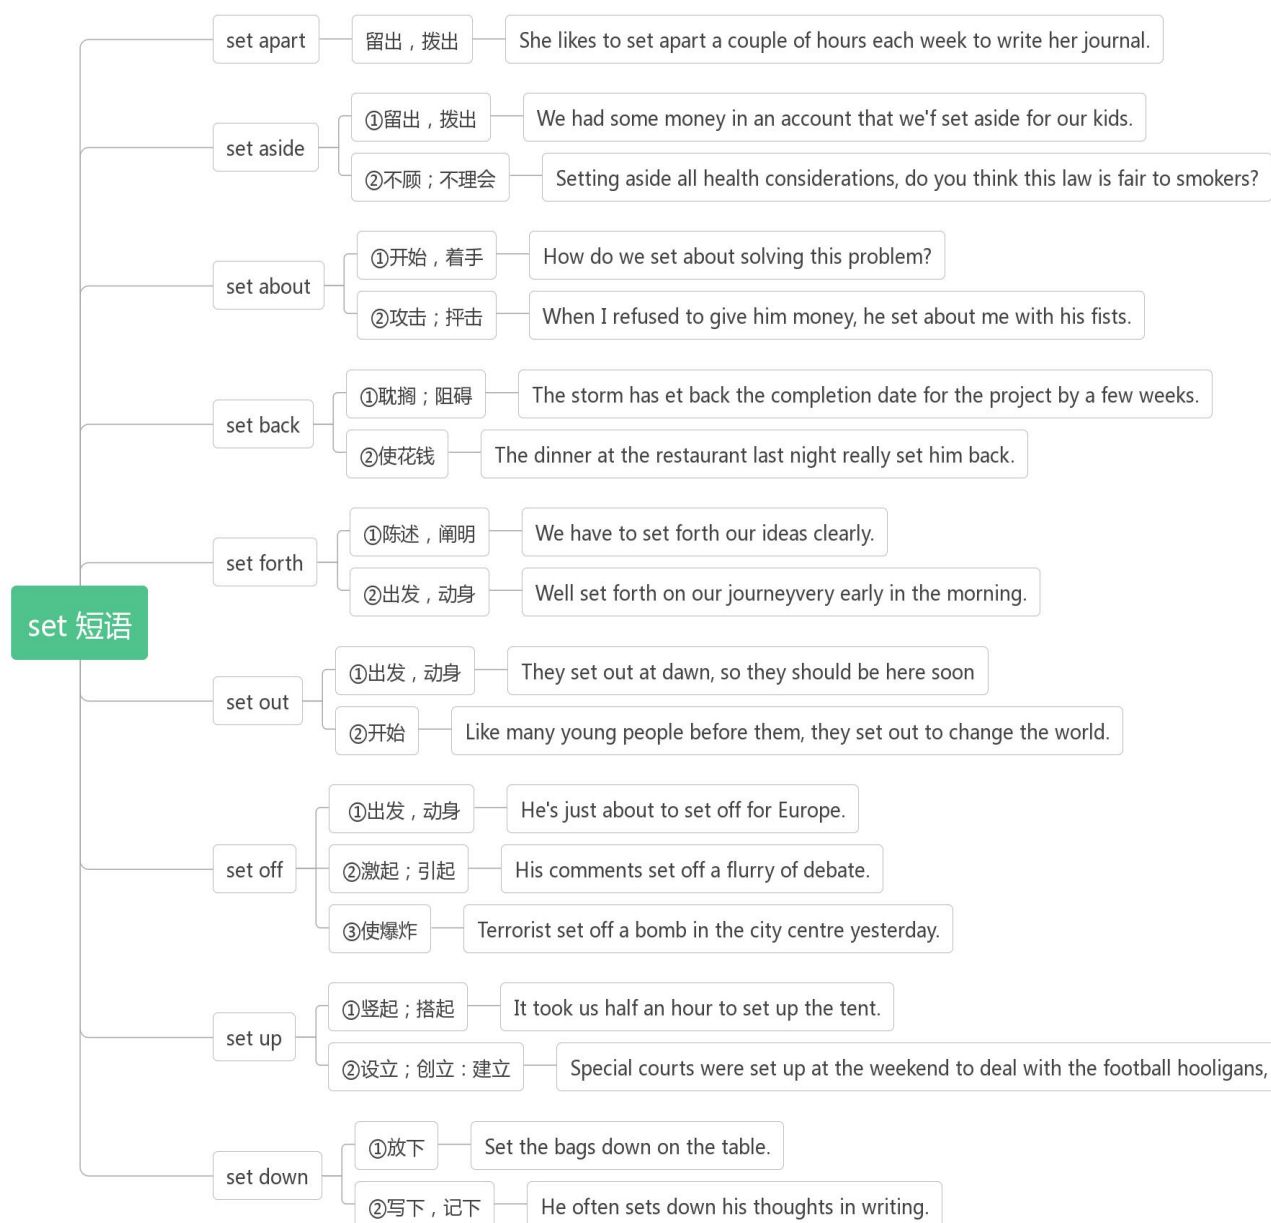 set 短语
set apart
留出，拨出
She likes to set apart a couple of hours each week to write her journal.
set aside
①留出，拨出
We had some money in an account that we'f set aside for our kids.
②不顾；不理会
Setting aside all health considerations, do you think this law is fair to smokers?
set about
①开始，着手
How do we set about solving this problem?
②攻击；抨击
When I refused to give him money, he set about me with his fists.
set back
①耽搁；阻碍
The storm has et back the completion date for the project by a few weeks.
②使花钱
The dinner at the restaurant last night really set him back.
set forth
①陈述，阐明
We have to set forth our ideas clearly.
②出发，动身
Well set forth on our journeyvery early in the morning.
set out
①出发，动身
They set out at dawn, so they should be here soon
②开始
Like many young people before them, they set out to change the world.
set off
①出发，动身
He's just about to set off for Europe.
②激起；引起
His comments set off a flurry of debate.
③使爆炸
Terrorist set off a bomb in the city centre yesterday.
set up
①竖起；搭起
It took us half an hour to set up the tent.
②设立；创立：建立
Special courts were set up at the weekend to deal with the football hooligans,
set down
①放下
Set the bags down on the table.
②写下，记下
He often sets down his thoughts in writing.